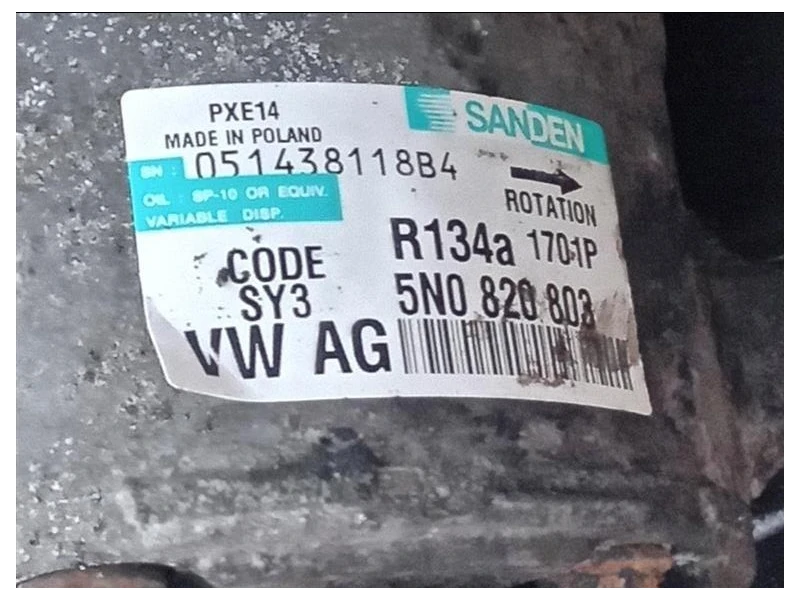 PXE14
MADE IN POLAND
SANDEN
SN : 051438118B4
OIL : SP-10 OR EQUIV.
VARIABLE DISP.
ROTATION
R134a 1701P
CODE
SY3
5N0 820 803
VW AG